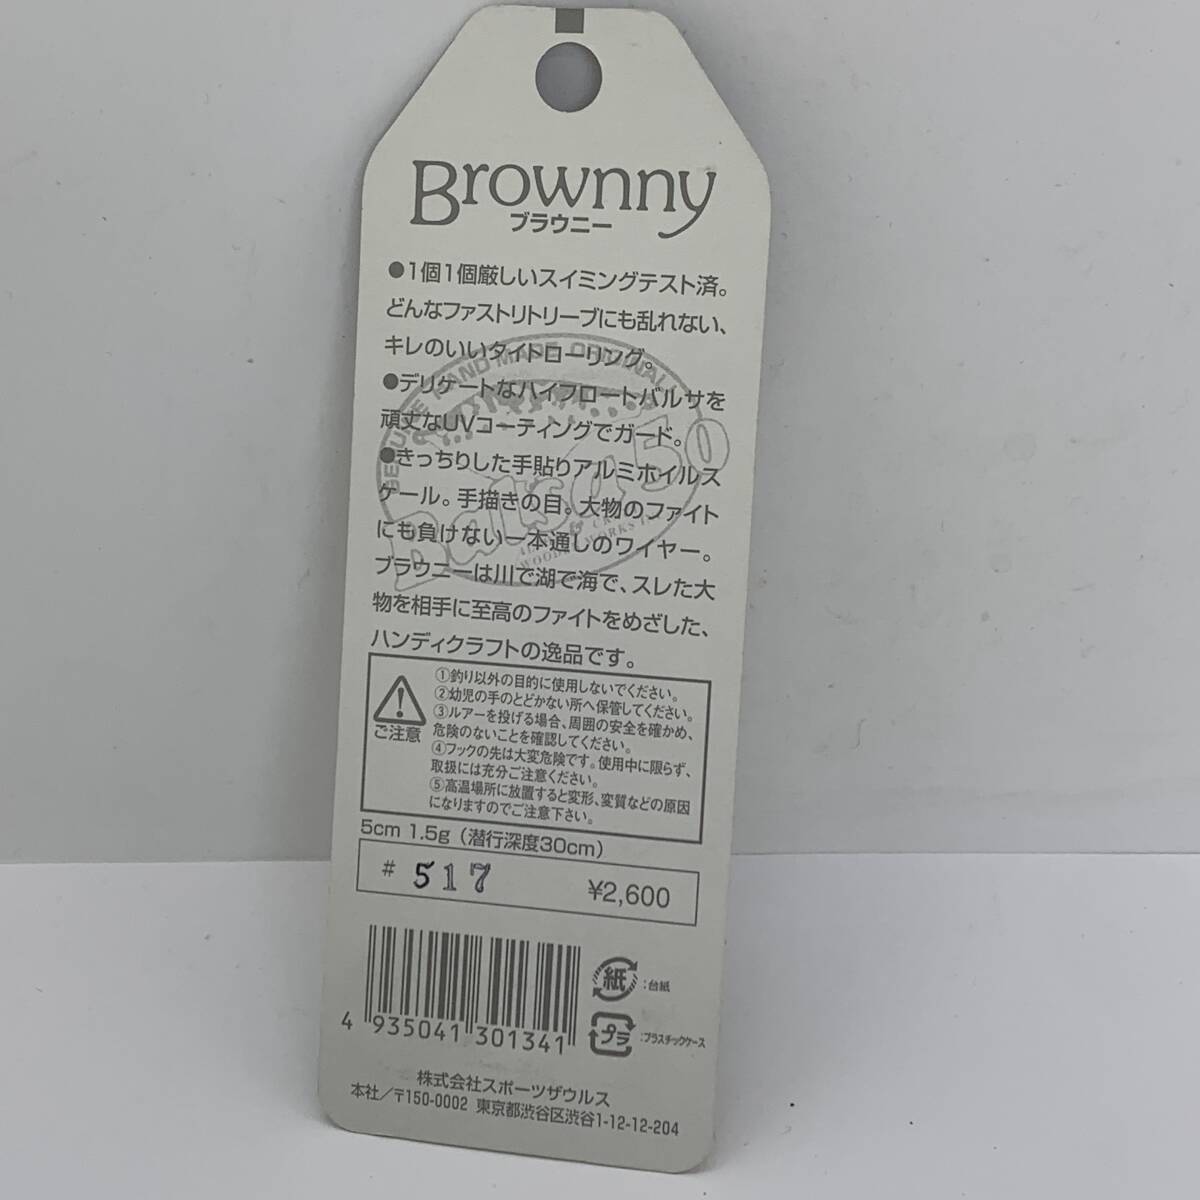 Brownny
ブラウニー
●1個1個厳しいスイミングテスト済。
どんなファストリトリーブにも乱れない、
キレのいいタイトローリング。
●デリケートなハイフロートバルサを
頑丈なUVコーティングでガード。
●きっちりした手貼りアルミホイルス
ケール。手描きの目。大物のファイト
にも負けない一本通しのワイヤー。
ブラウニーは川で湖で海で、スレた大
物を相手に至高のファイトをめざした、
ハンディクラフトの逸品です。
HAND MADE ORIGINAL
Balsa 50
ご注意
①釣り以外の目的に使用しないでください。
②幼児の手のとどかない所へ保管してください。
③ルアーを投げる場合、周囲の安全を確かめ、
危険のないことを確認してください。
④フックの先は大変危険です。使用中に限らず、
取扱には充分ご注意ください。
⑤高温場所に放置すると変形、変質などの原因
になりますのでご注意下さい。
5cm 1.5g（潜行深度30cm）
# 517 ¥2,600
4 935041 301341
紙 :台紙
プラ :プラスチックケース
株式会社スポーツザウルス
本社／〒150-0002 東京都渋谷区渋谷1-12-12-204